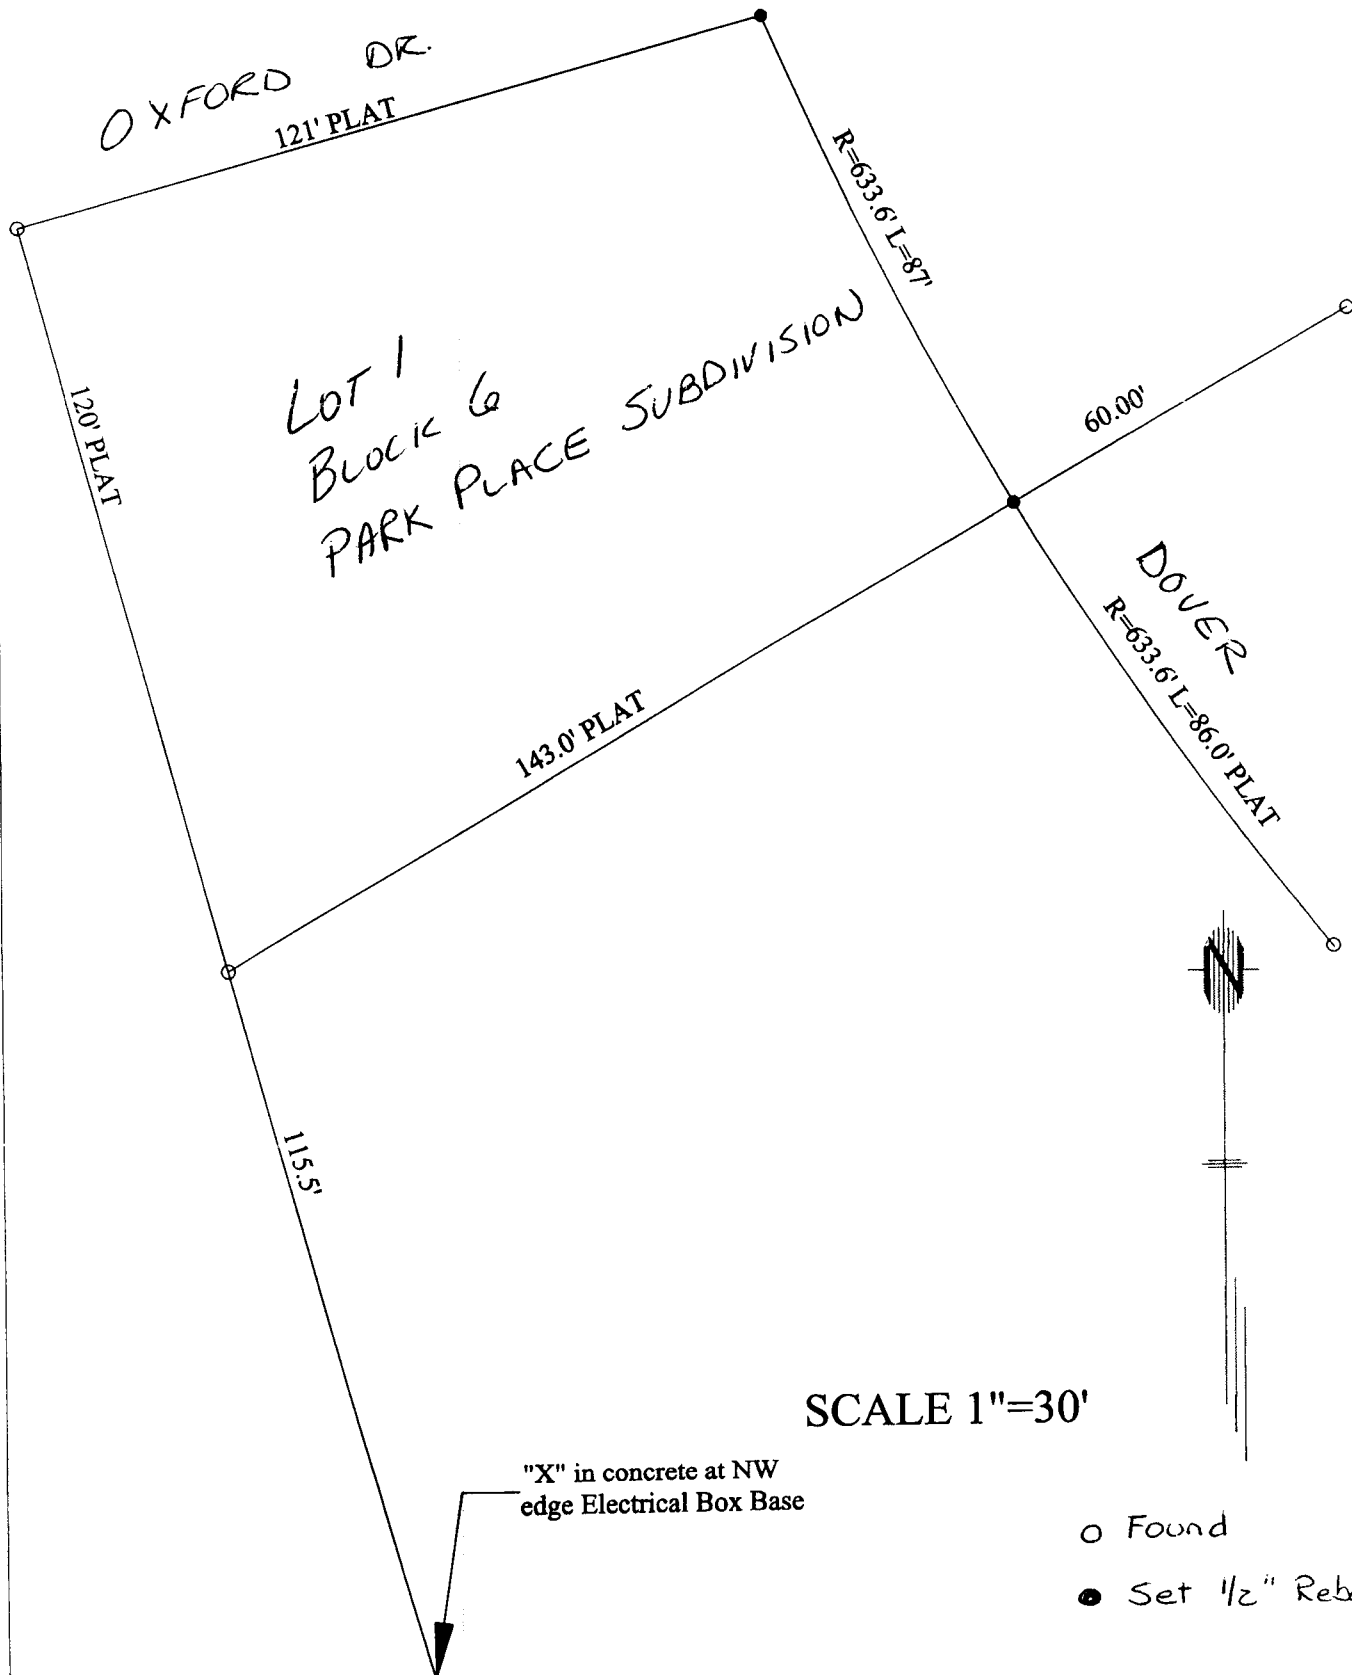 OXFORD DR.
121' PLAT
R=633.6' L=87'
LOT 1
BLOCK 6
PARK PLACE SUBDIVISION
120' PLAT
60.00'
DOVER
R=633.6' L=86.0' PLAT
143.0' PLAT
N
115.5'
SCALE 1"=30'
"X" in concrete at NW
edge Electrical Box Base
Found
Set 1/2"